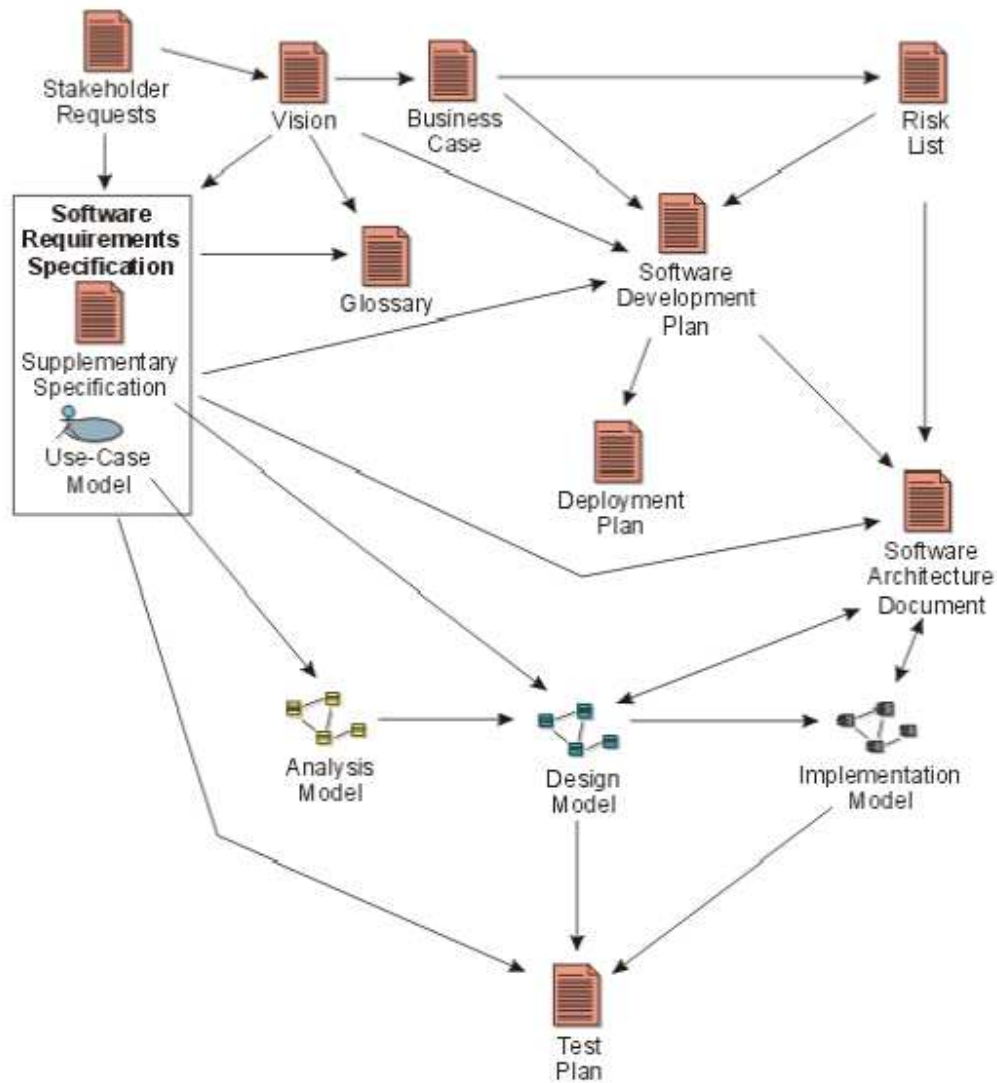 Stakeholder
Requests
Vision
Business
Case
Risk
List
Software
Requirements
Specification
Supplementary
Specification
Use-Case
Model
Glossary
Software
Development
Plan
Deployment
Plan
Software
Architecture
Document
Analysis
Model
Design
Model
Implementation
Model
Test
Plan